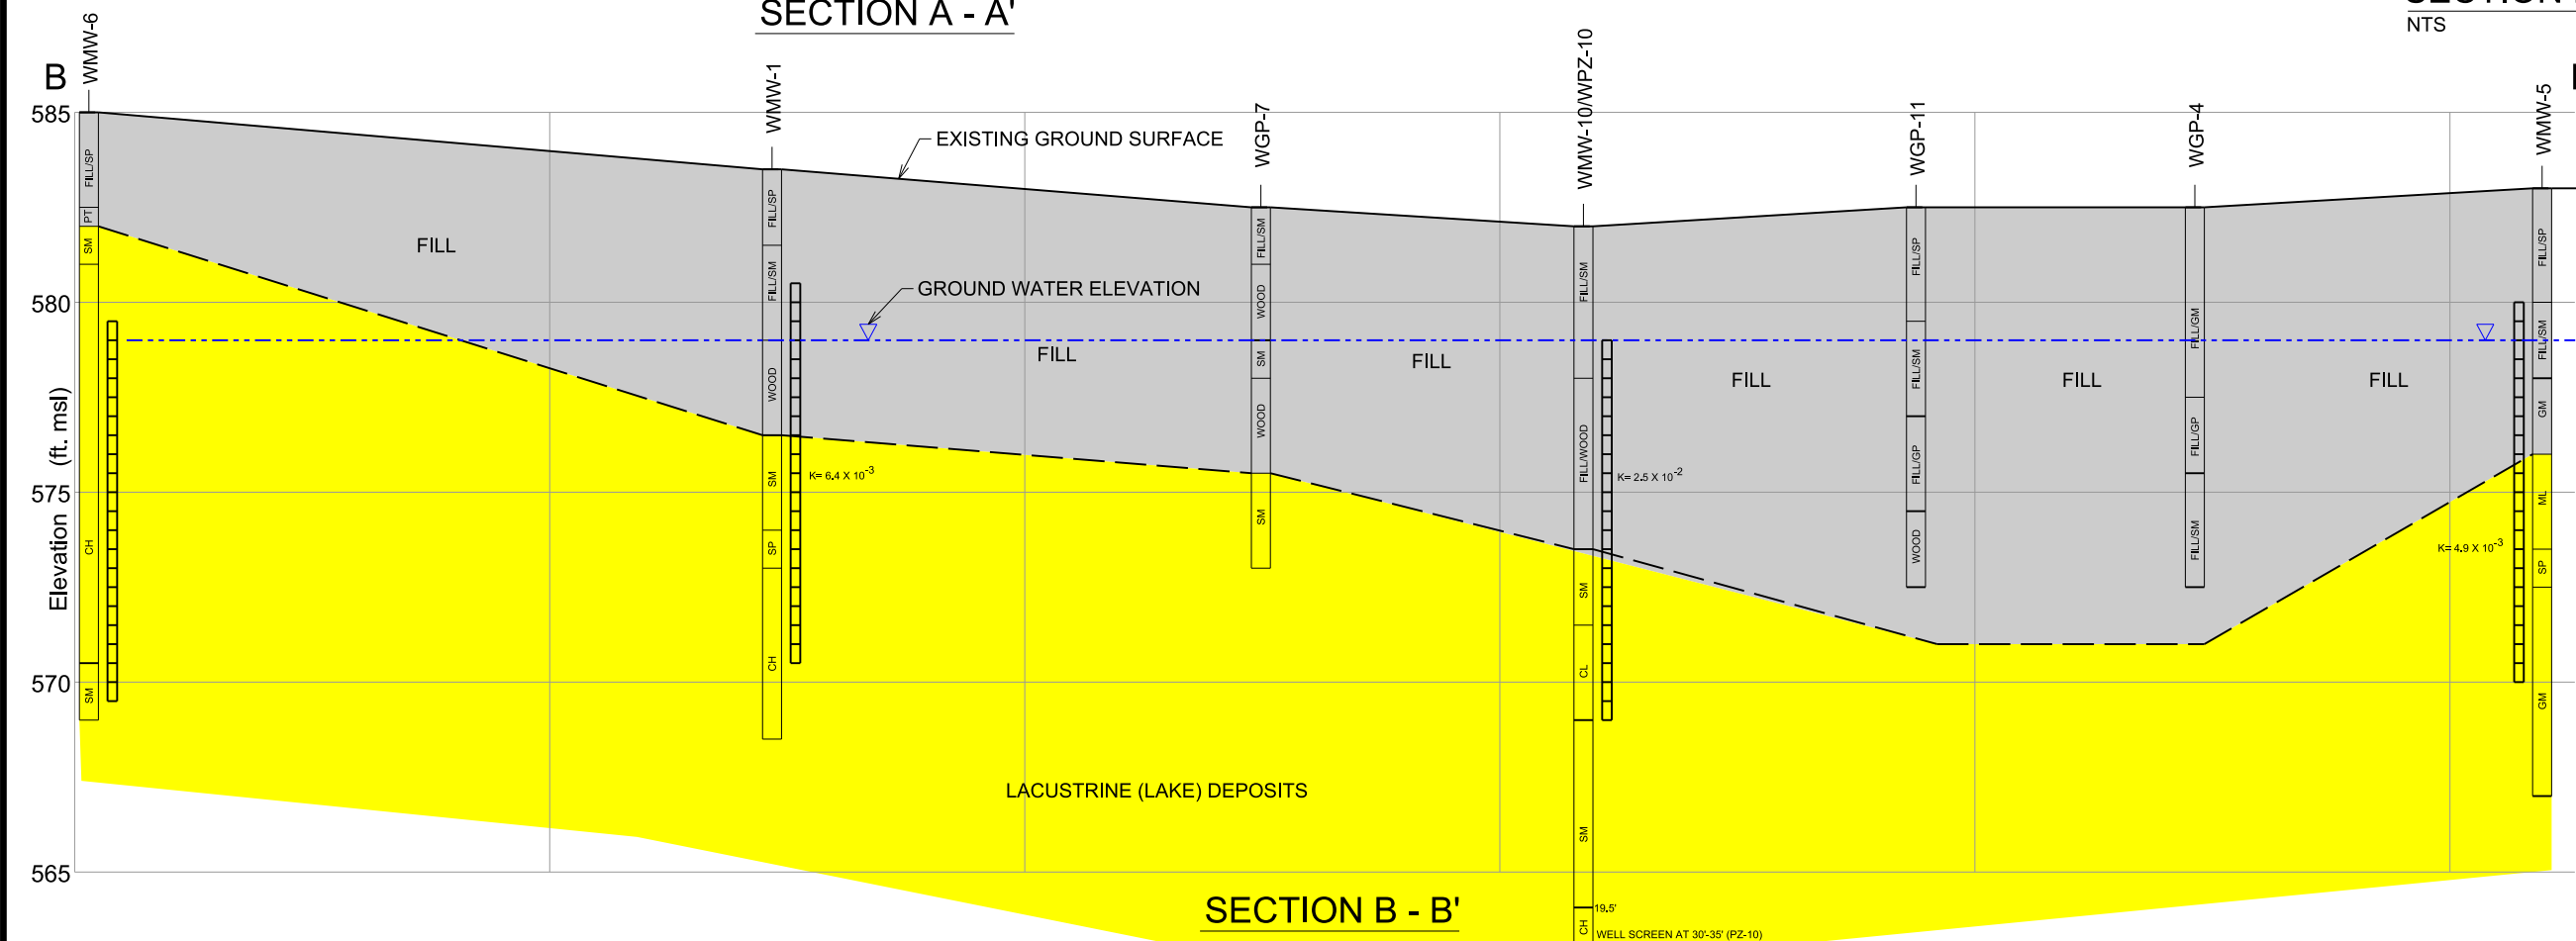 SECTION A - A'
NTS
B
WMW-6
WMW-1
WGP-7
WMW-10/WPZ-10
WGP-11
WGP-4
WMW-5
585
580
575
570
565
Elevation (ft. msl)
EXISTING GROUND SURFACE
GROUND WATER ELEVATION
FILL
FILL
FILL
FILL
FILL
FILL
FILL/SP
PT
SM
CH
SM
FILL/SP
FILL/SM
WOOD
SM
SP
CH
K= 6.4 X 10-3
FILL/SM
WOOD
SM
WOOD
SM
FILL/SM
FILL/WOOD
SM
CL
SM
CH
K= 2.5 X 10-2
19.5'
WELL SCREEN AT 30'-35' (PZ-10)
FILL/SP
FILL/SM
FILL/GP
WOOD
FILL/GM
FILL/GP
FILL/SM
FILL/SP
FILL/SM
GM
ML
SP
GM
K= 4.9 X 10-3
LACUSTRINE (LAKE) DEPOSITS
SECTION B - B'